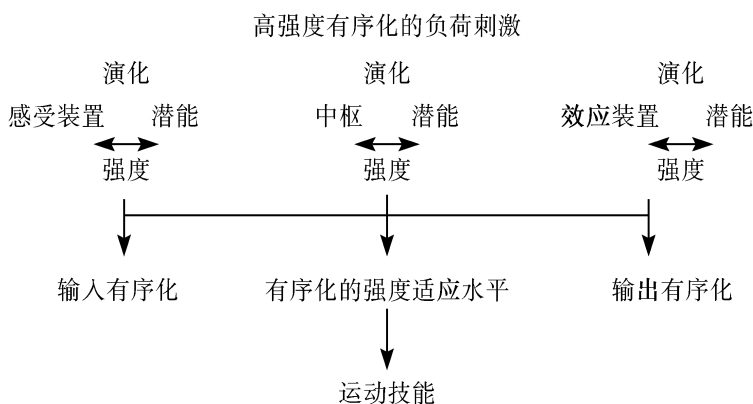 高强度有序化的负荷刺激
演化 演化 演化
感受装置 潜能 中枢 潜能 效应装置 潜能
强度 强度 强度
输入有序化 有序化的强度适应水平 输出有序化
运动技能